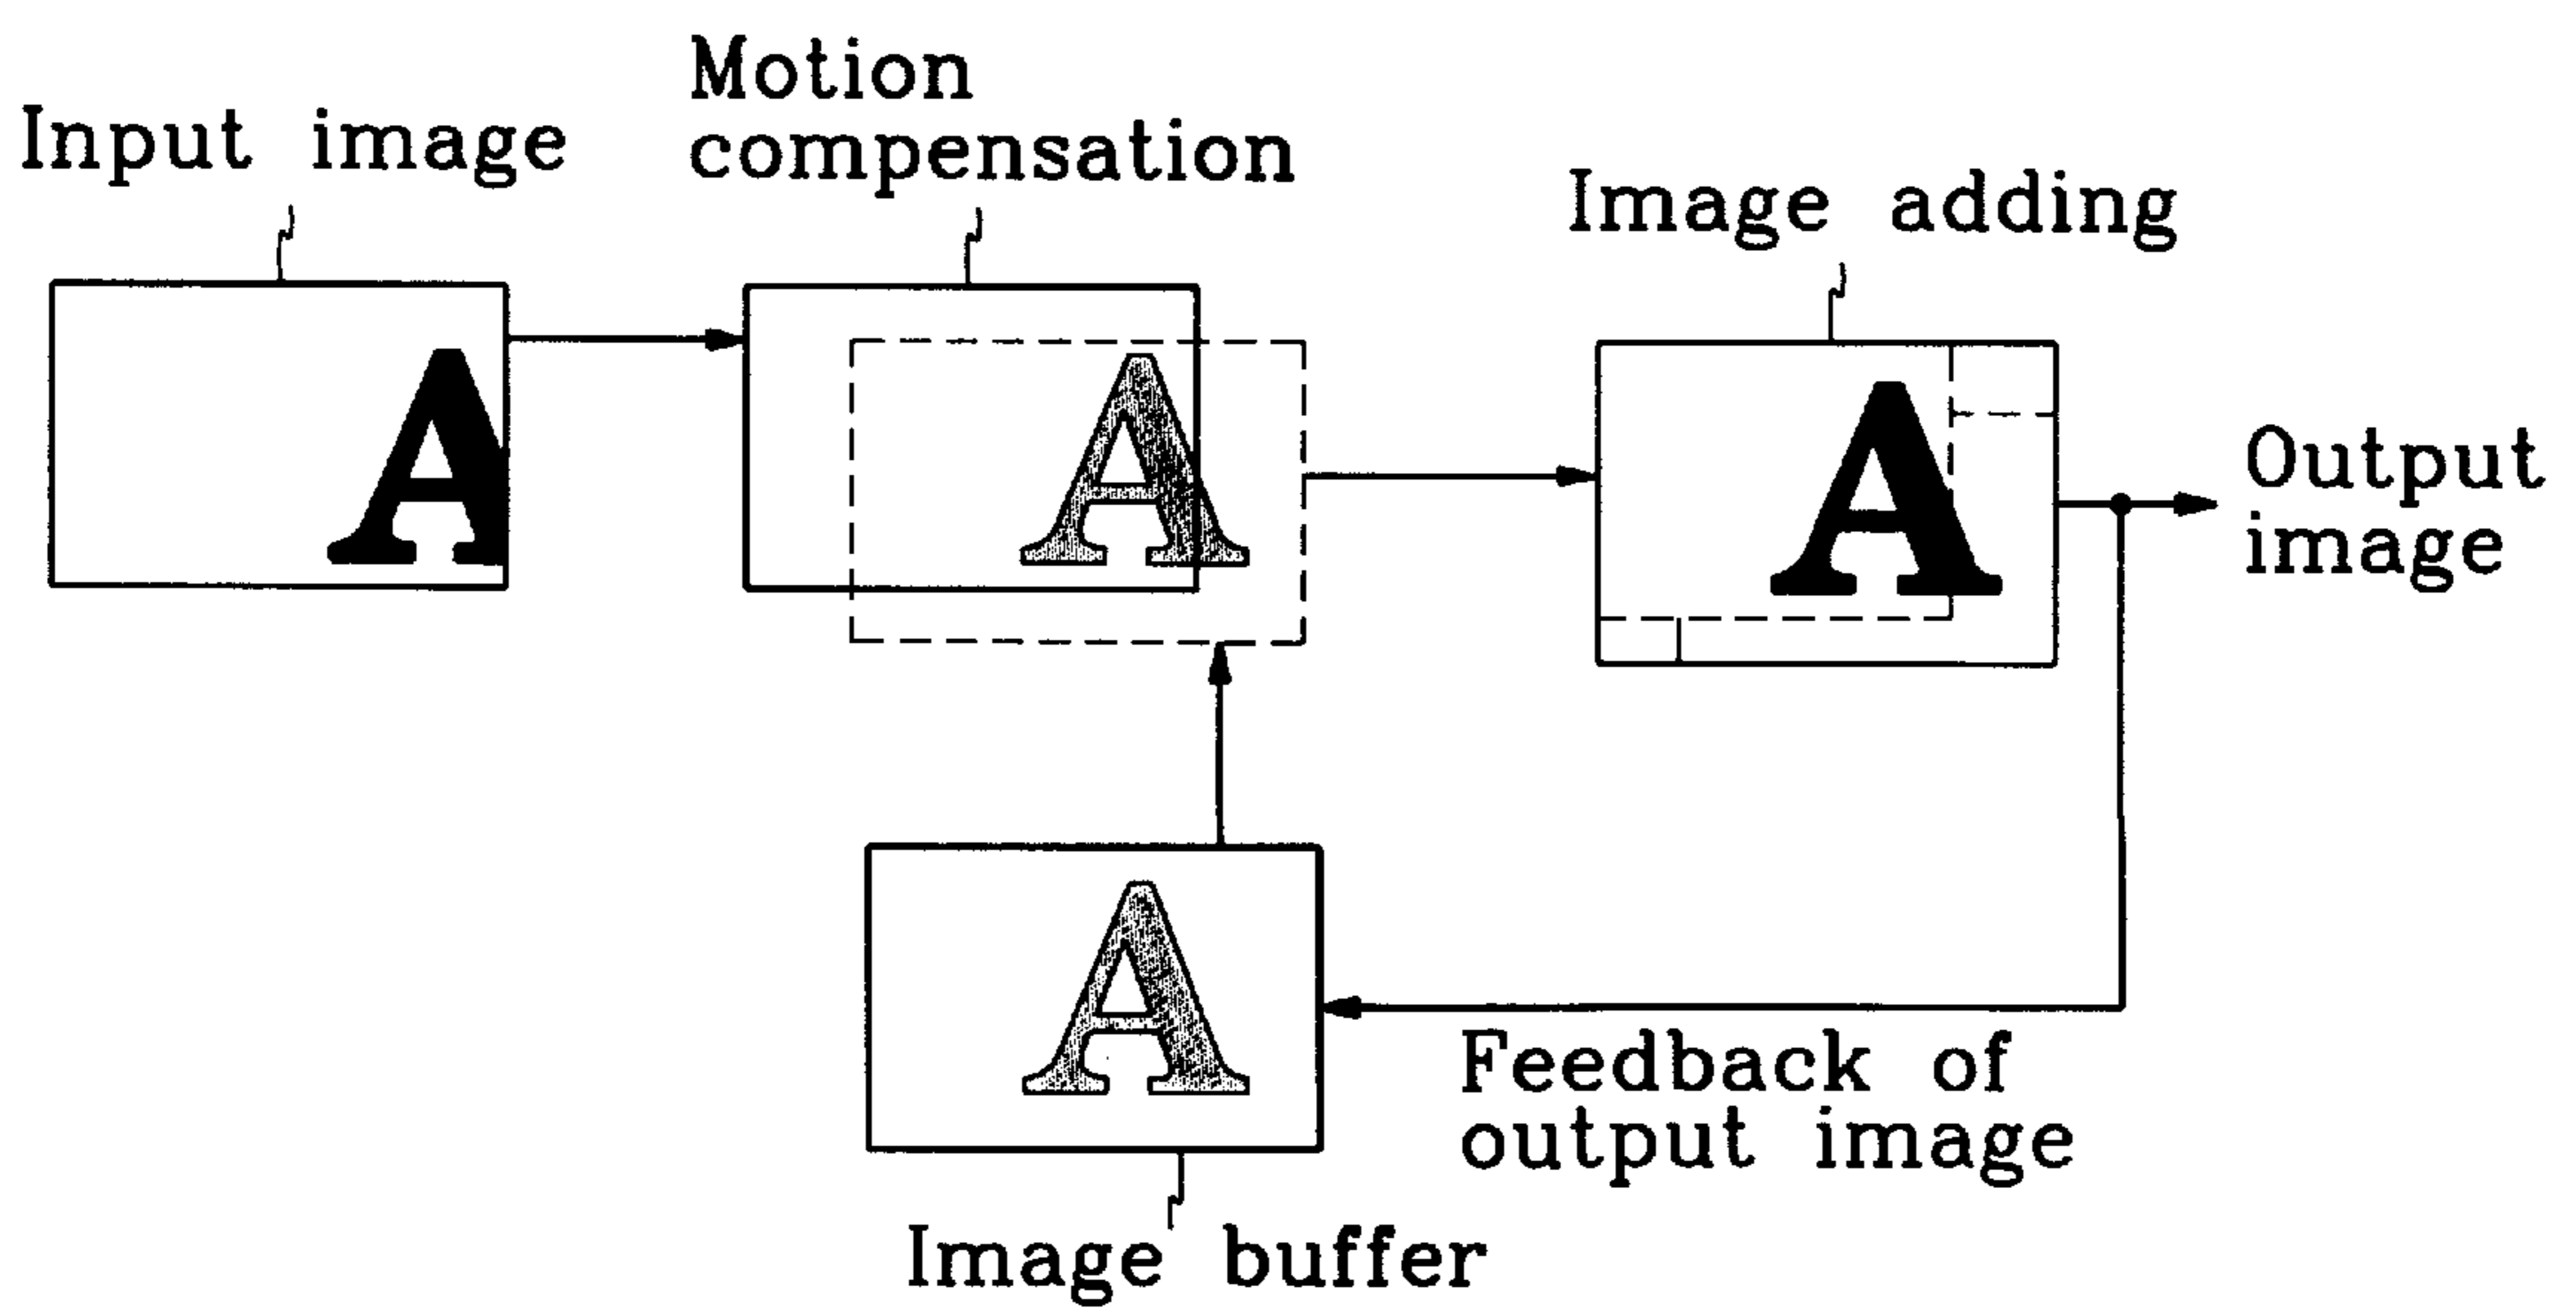 Input image
Motion
compensation
Image adding
A
A
A
Output
image
A
Feedback of
output image
Image buffer